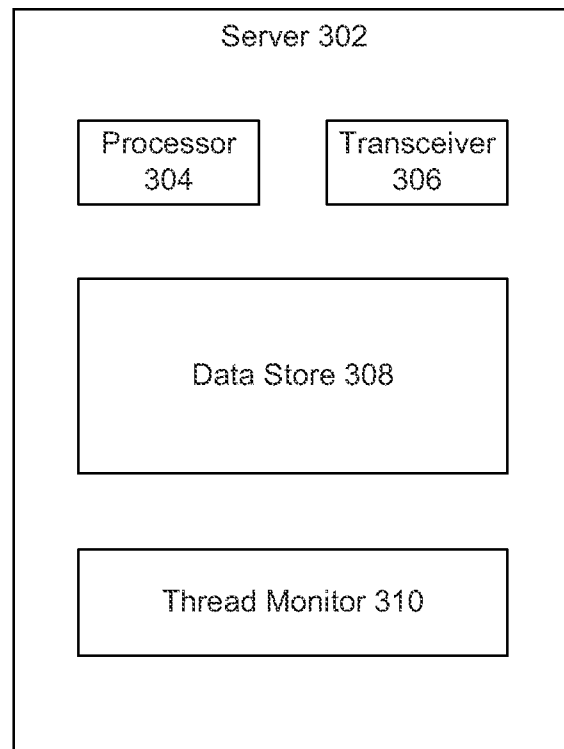 Server 302
Processor
304
Transceiver
306
Data Store 308
Thread Monitor 310